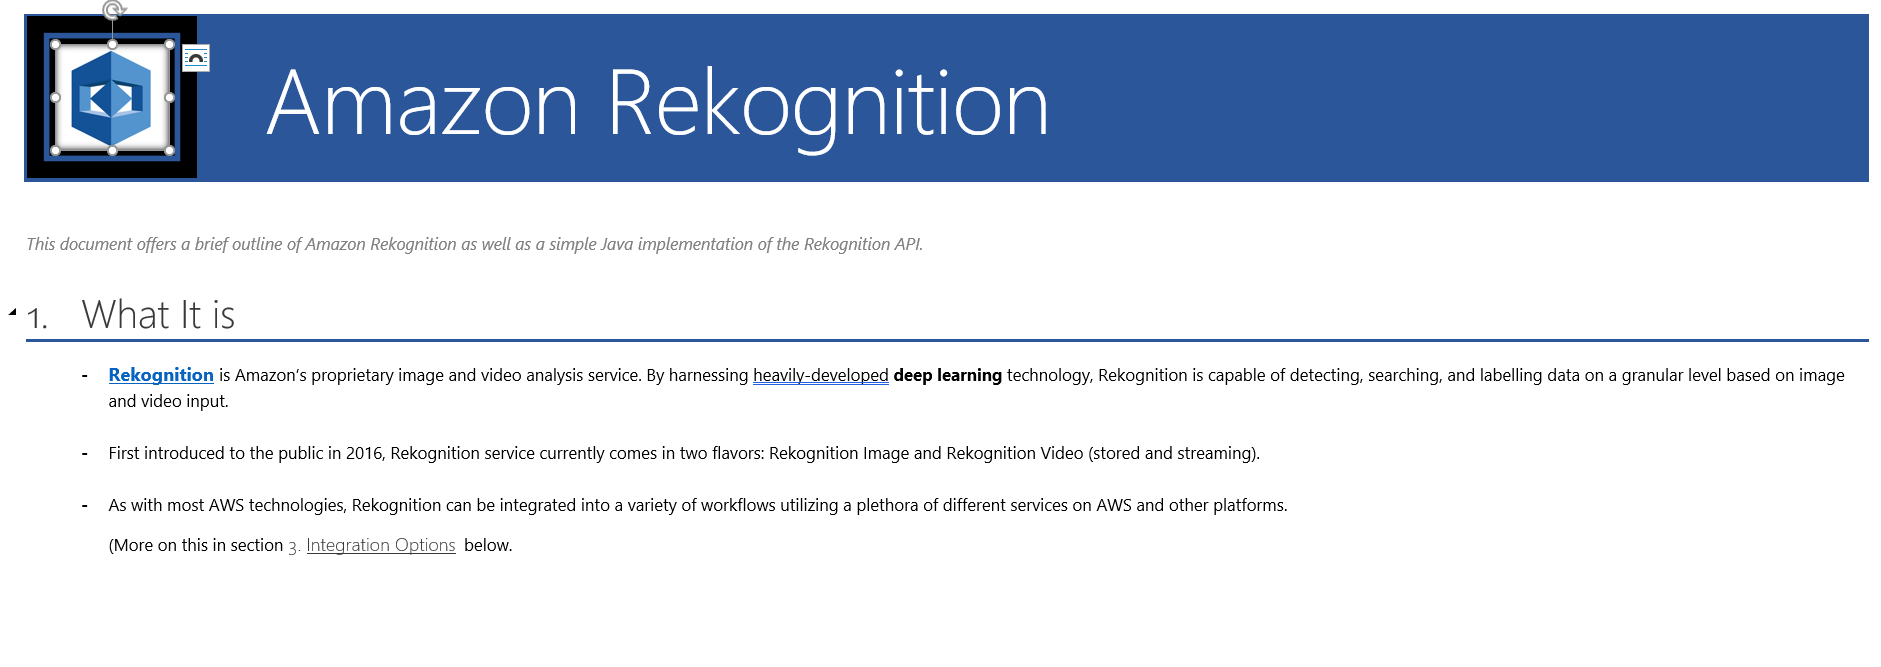 Amazon Rekognition
This document offers a brief outline of Amazon Rekognition as well as a simple Java implementation of the Rekognition API.
1. What It is
- Rekognition is Amazon's proprietary image and video analysis service. By harnessing heavily-developed deep learning technology, Rekognition is capable of detecting, searching, and labelling data on a granular level based on image
and video input.
- First introduced to the public in 2016, Rekognition service currently comes in two flavors: Rekognition Image and Rekognition Video (stored and streaming).
- As with most AWS technologies, Rekognition can be integrated into a variety of workflows utilizing a plethora of different services on AWS and other platforms.
(More on this in section 3. Integration Options below.